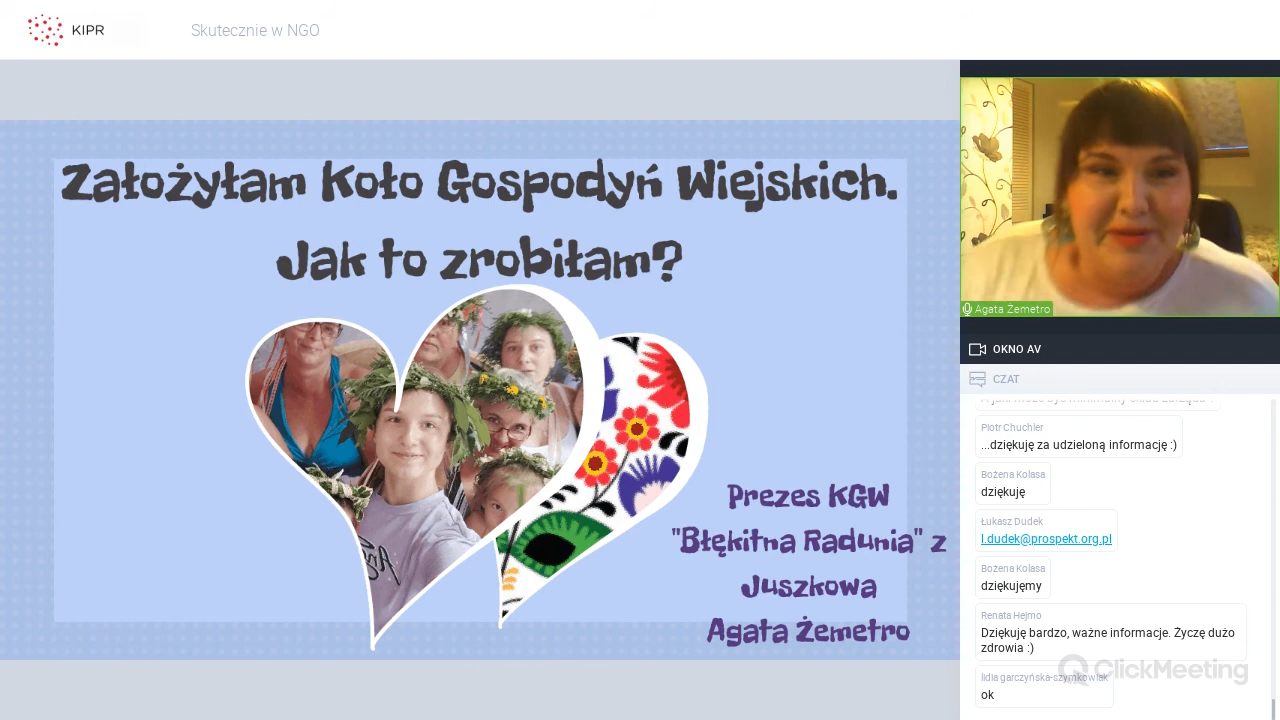 KIPR
Skutecznie w NGO
Założyłam Koło Gospodyń Wiejskich.
Jak to zrobiłam?
Prezes KGW
"Błękitna Radunia" z
Juszkowa
Agata Żemetro
Agata Żemetro
OKNO AV
CZAT
Piotr Chuchler
...dziękuję za udzieloną informację :)
Bożena Kolasa
dziękuję
Łukasz Dudek
l.dudek@prospekt.org.pl
Bożena Kolasa
dziękujęmy
Renata Hejmo
Dziękuję bardzo, ważne informacje. Życzę dużo
zdrowia :)
lidia garczyńska-szymkowiak
ok
ClickMeeting